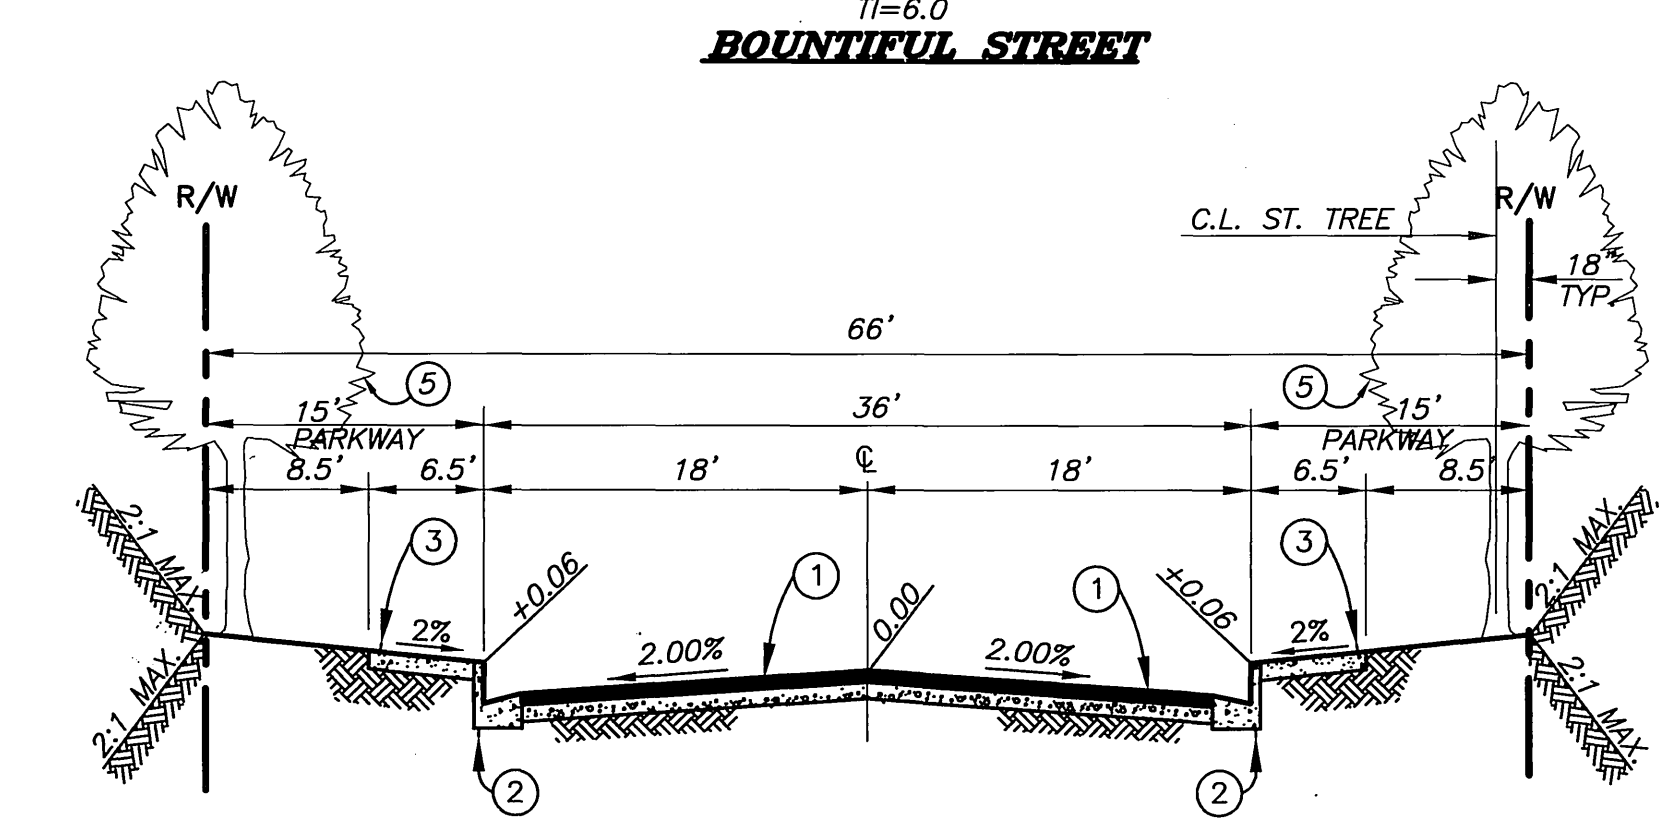 TI=6.0
BOUNTIFUL STREET
R/W
R/W
C.L. ST. TREE
18"
TYP.
66'
5
5
15'
36'
15'
PARKWAY
PARKWAY
8.5'
6.5'
18'
℄
18'
6.5'
8.5'
2:1 MAX.
3
3
2:1 MAX.
+0.06
1
0.00
1
+0.06
2%
2.00%
2.00%
2%
2:1 MAX.
2:1 MAX.
2
2